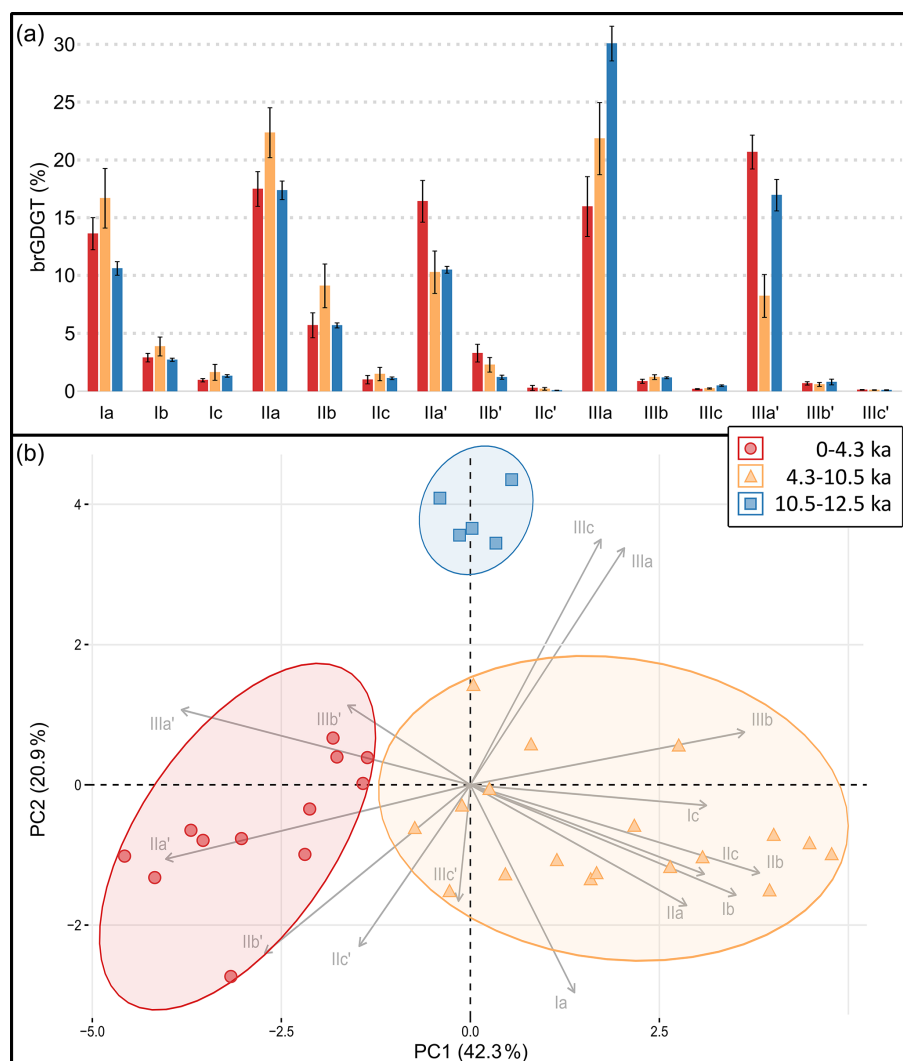 (a)
brGDGT (%)
30
25
20
15
10
5
0
Ia Ib Ic IIa IIb IIc IIa' IIb' IIc' IIIa IIIb IIIc IIIa' IIIb' IIIc'
(b)
0-4.3 ka
4.3-10.5 ka
10.5-12.5 ka
PC2 (20.9%)
4
2
0
−2
IIIc
IIIa
IIIa'
IIIb'
IIIb
Ic
IIa'
IIc
IIb
IIIc'
IIa
Ib
IIb'
IIc'
Ia
−5.0 −2.5 0.0 2.5
PC1 (42.3%)